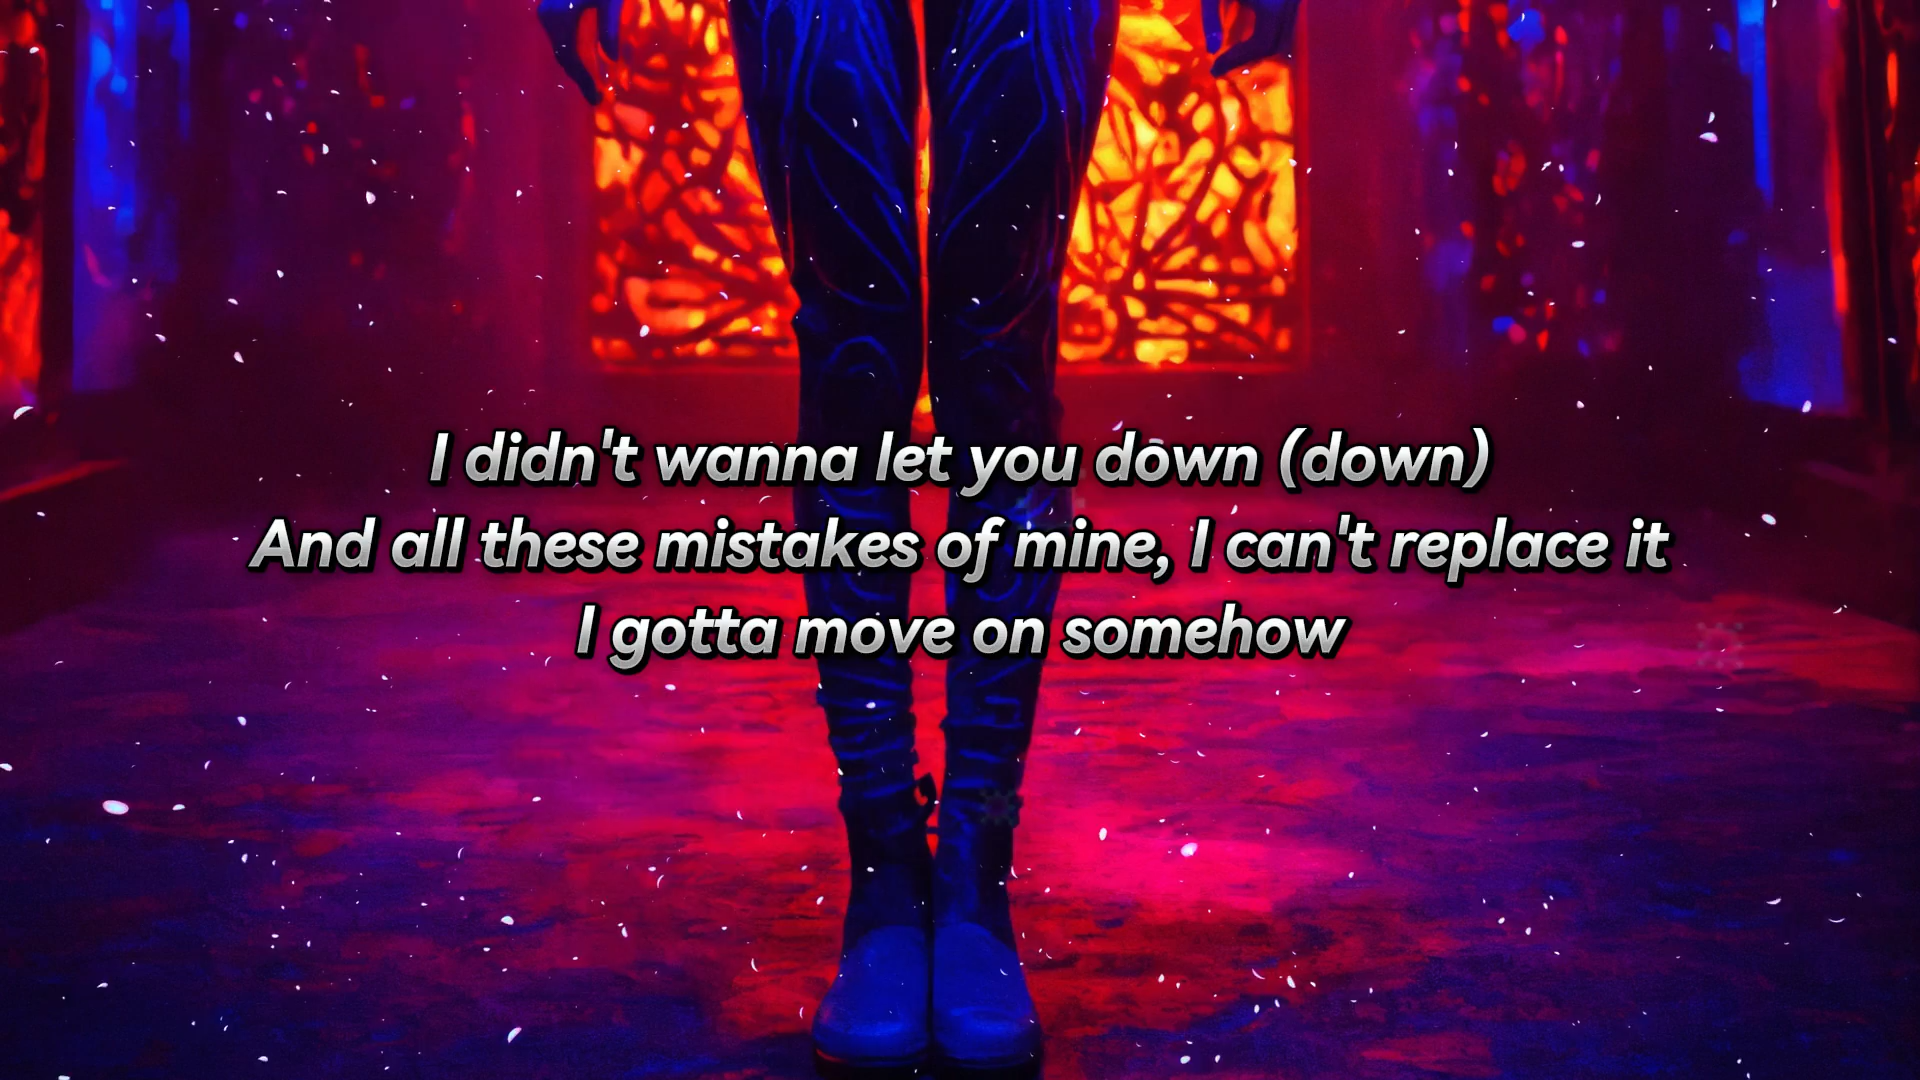 I didn't wanna let you down (down)
And all these mistakes of mine, I can't replace it
I gotta move on somehow